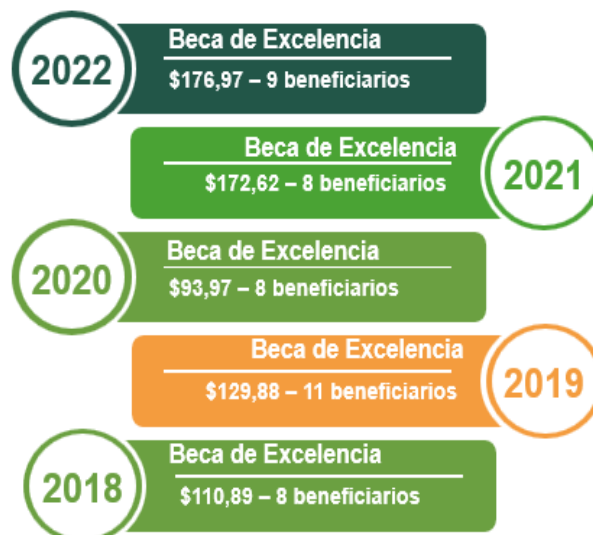 2022
Beca de Excelencia
$176,97 – 9 beneficiarios
Beca de Excelencia
$172,62 – 8 beneficiarios
2021
2020
Beca de Excelencia
$93,97 – 8 beneficiarios
Beca de Excelencia
$129,88 – 11 beneficiarios
2019
2018
Beca de Excelencia
$110,89 – 8 beneficiarios